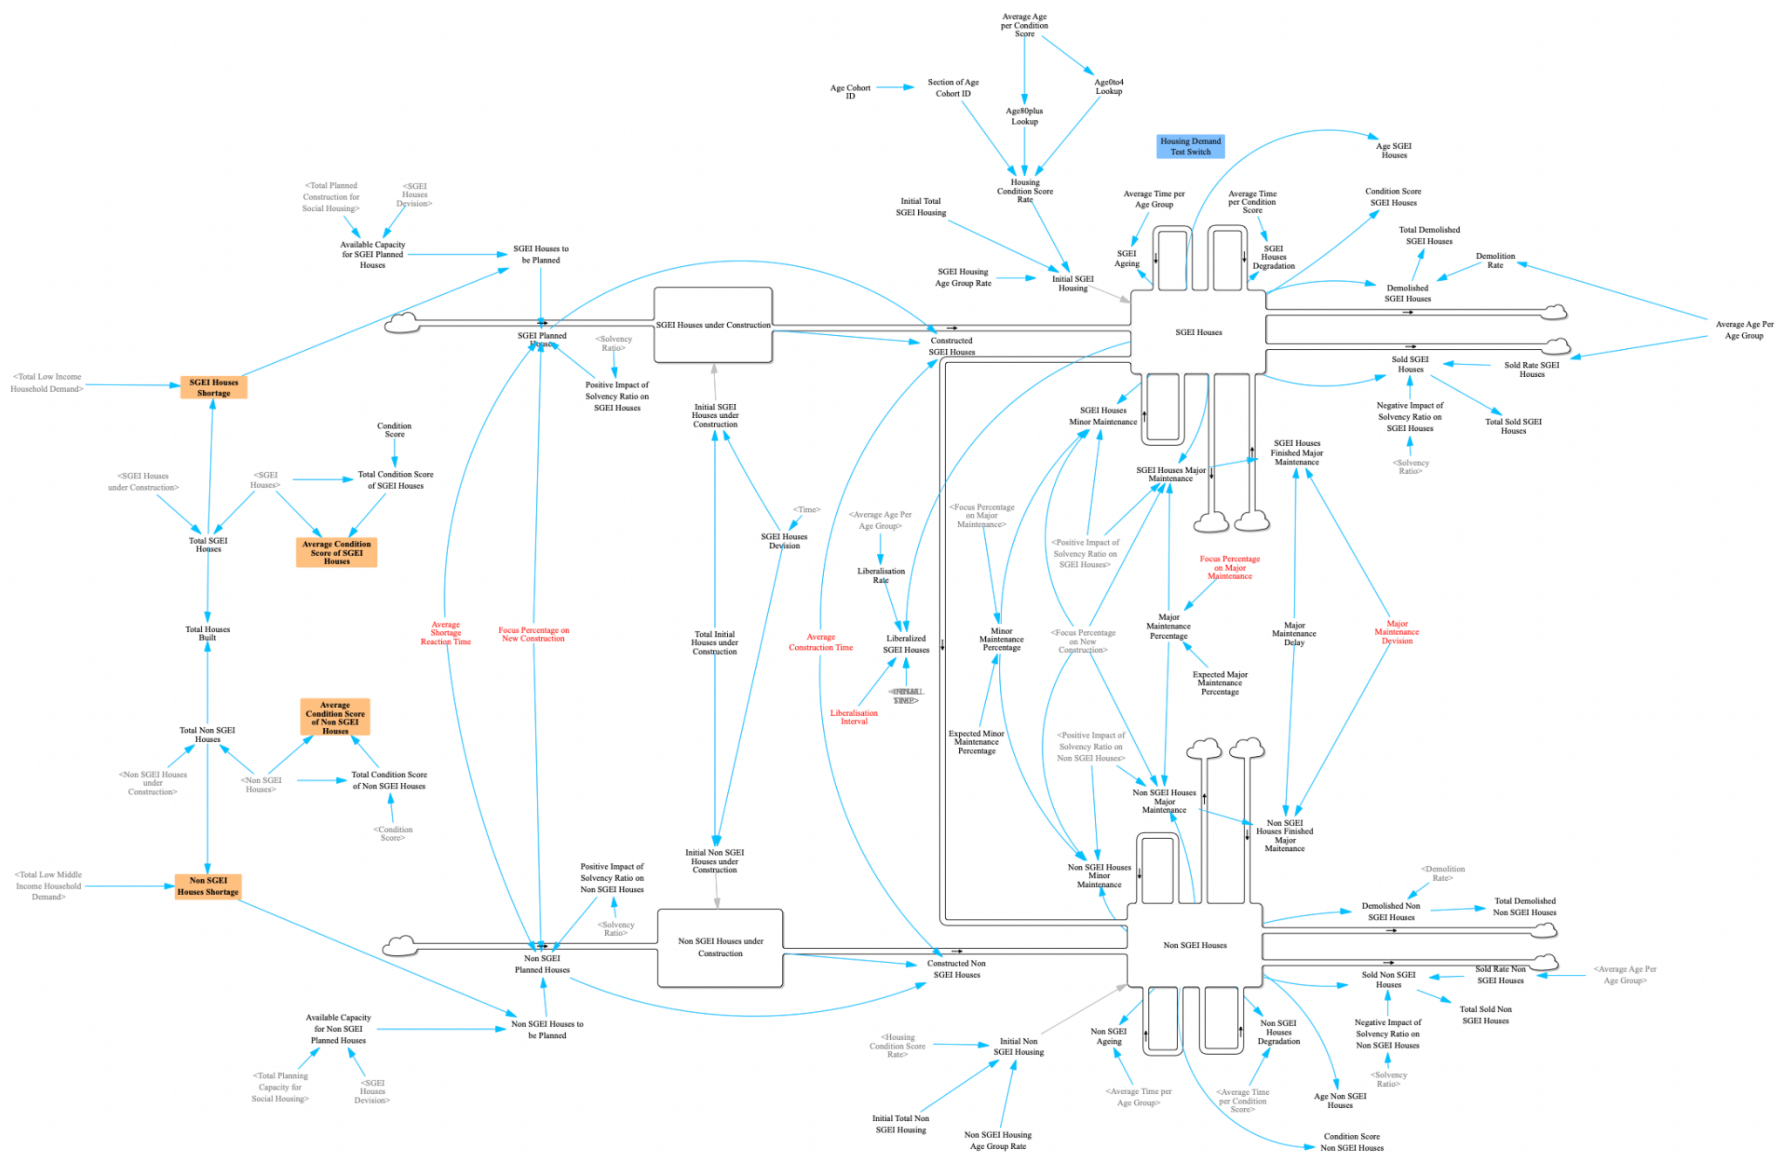 Average Age
per Condition
Score
Age Cohort
ID
Section of Age
Cohort ID
Age0to4
Lookup
Age80plus
Lookup
Housing Demand
Test Switch
Age SGEI
Houses
<Total Planned
Construction for
Social Housing>
<SGEI
Houses
Devision>
Housing
Condition Score
Rate
Initial Total
SGEI Housing
Average Time per
Age Group
Average Time
per Condition
Score
Condition Score
SGEI Houses
Available Capacity
for SGEI Planned
Houses
SGEI Houses to
be Planned
SGEI
Ageing
SGEI
Houses
Degradation
Total Demolished
SGEI Houses
Demolition
Rate
SGEI Housing
Age Group Rate
Initial SGEI
Housing
Demolished
SGEI Houses
SGEI Planned
Houses
SGEI Houses under Construction
Constructed
SGEI Houses
SGEI Houses
Average Age Per
Age Group
<Solvency
Ratio>
Sold SGEI
Houses
Sold Rate SGEI
Houses
<Total Low Income
Household Demand>
SGEI Houses
Shortage
Positive Impact of
Solvency Ratio on
SGEI Houses
Initial SGEI
Houses under
Construction
SGEI Houses
Minor Maintenance
Negative Impact of
Solvency Ratio on
SGEI Houses
Total Sold SGEI
Houses
Condition
Score
SGEI Houses
Finished Major
Maintenance
<Solvency
Ratio>
<SGEI Houses
under Construction>
<SGEI
Houses>
Total Condition Score
of SGEI Houses
SGEI Houses Major
Maintenance
<Time>
<Average Age Per
Age Group>
<Focus Percentage
on Major
Maintenance>
Total SGEI
Houses
Average Condition
Score of SGEI
Houses
SGEI Houses
Devision
<Positive Impact of
Solvency Ratio on
SGEI Houses>
Focus Percentage
on Major
Maintenance
Liberalisation
Rate
Total Houses
Built
Average
Shortage
Reaction Time
Focus Percentage on
New Construction
Total Initial
Houses under
Construction
Average
Construction Time
Liberalized
SGEI Houses
Minor
Maintenance
Percentage
<Focus Percentage
on New
Construction>
Major
Maintenance
Percentage
Major
Maintenance
Delay
Major
Maintenance
Devision
Expected Major
Maintenance
Percentage
TIME>
Liberalisation
Interval
Average
Condition Score
of Non SGEI
Houses
Total Non SGEI
Houses
Expected Minor
Maintenance
Percentage
<Positive Impact of
Solvency Ratio on
Non SGEI Houses>
<Non SGEI Houses
under
Construction>
<Non SGEI
Houses>
Total Condition Score
of Non SGEI Houses
Non SGEI Houses
Major
Maintenance
<Condition
Score>
Non SGEI
Houses Finished
Major
Maitenance
<Total Low Middle
Income Household
Demand>
Non SGEI
Houses Shortage
Positive Impact of
Solvency Ratio on
Non SGEI Houses
Initial Non SGEI
Houses under
Construction
Non SGEI Houses
Minor
Maintenance
<Demolition
Rate>
<Solvency
Ratio>
Demolished Non
SGEI Houses
Total Demolished
Non SGEI Houses
Non SGEI Houses under
Construction
Non SGEI Houses
Non SGEI
Planned Houses
Constructed Non
SGEI Houses
Sold Non SGEI
Houses
Sold Rate Non
SGEI Houses
<Average Age Per
Age Group>
Available Capacity
for Non SGEI
Planned Houses
Non SGEI Houses to
be Planned
Total Sold Non
SGEI Houses
<Housing
Condition Score
Rate>
Initial Non
SGEI Housing
Non SGEI
Ageing
Non SGEI
Houses
Degradation
Negative Impact of
Solvency Ratio on
Non SGEI Houses
<Total Planning
Capacity for
Social Housing>
<SGEI
Houses
Devision>
<Solvency
Ratio>
<Average Time per
Age Group>
<Average Time
per Condition
Score>
Age Non SGEI
Houses
Initial Total Non
SGEI Housing
Non SGEI Housing
Age Group Rate
Condition Score
Non SGEI Houses